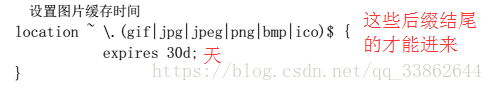 设置图片缓存时间
location ~ \.(gif|jpg|jpeg|png|bmp|ico)$ {
expires 30d; 天
}
这些后缀结尾
的才能进来
https://blog.csdn.net/qq_33862644